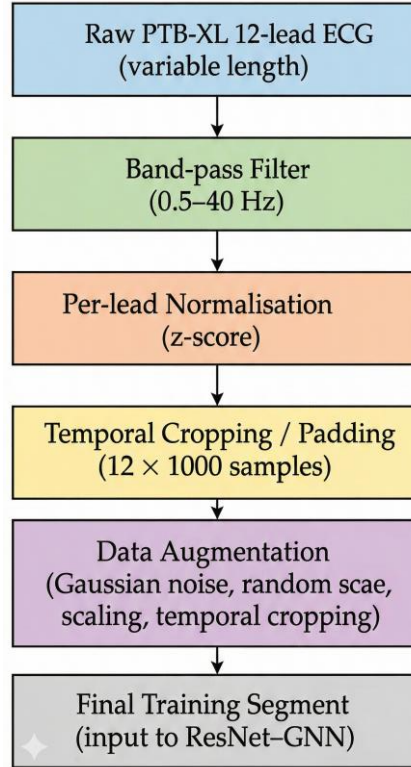 Raw PTB-XL 12-lead ECG
(variable length)
Band-pass Filter
(0.5–40 Hz)
Per-lead Normalisation
(z-score)
Temporal Cropping / Padding
(12 × 1000 samples)
Data Augmentation
(Gaussian noise, random scae,
scaling, temporal cropping)
Final Training Segment
(input to ResNet–GNN)